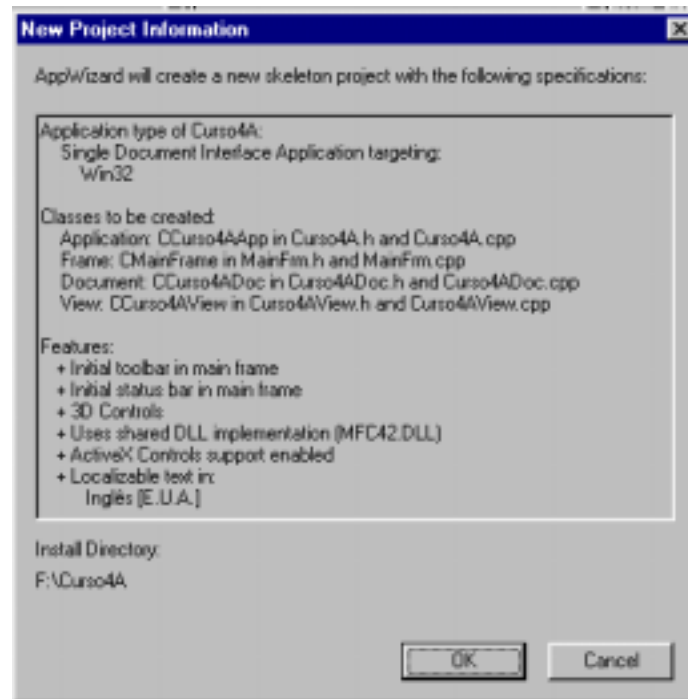 New Project Information
AppWizard will create a new skeleton project with the following specifications:
Application type of Curso4A:
Single Document Interface Application targeting:
Win32
Classes to be created:
Application: CCurso4AApp in Curso4A.h and Curso4A.cpp
Frame: CMainFrame in MainFrm.h and MainFrm.cpp
Document: CCurso4ADoc in Curso4ADoc.h and Curso4ADoc.cpp
View: CCurso4AView in Curso4AView.h and Curso4AView.cpp
Features:
+ Initial toolbar in main frame
+ Initial status bar in main frame
+ 3D Controls
+ Uses shared DLL implementation (MFC42.DLL)
+ ActiveX Controls support enabled
+ Localizable text in:
Inglês [E.U.A.]
Install Directory:
F:\Curso4A
OK Cancel